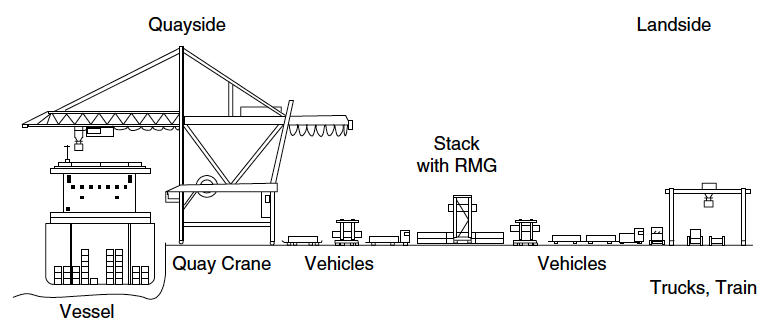 Quayside
Landside
Stack
with RMG
Quay Crane
Vehicles
Vehicles
Trucks, Train
Vessel